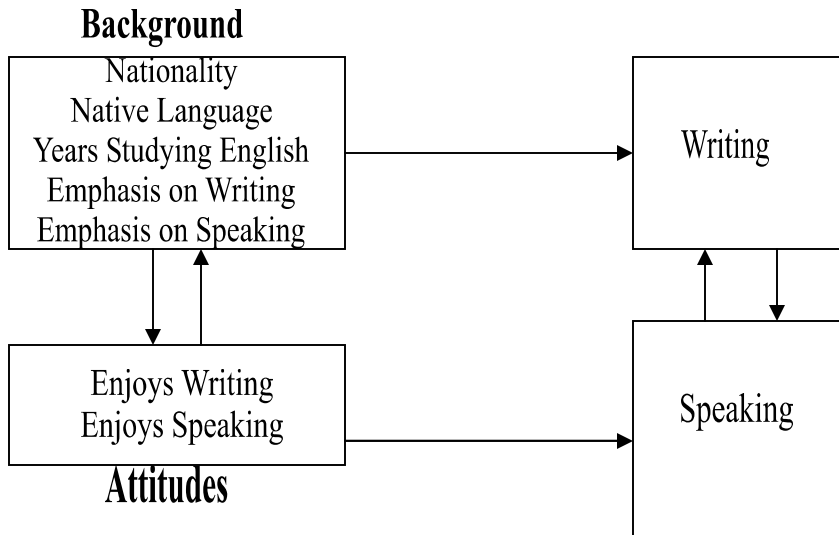 Background
Nationality
Native Language
Years Studying English
Emphasis on Writing
Emphasis on Speaking
Writing
Enjoys Writing
Enjoys Speaking
Attitudes
Speaking